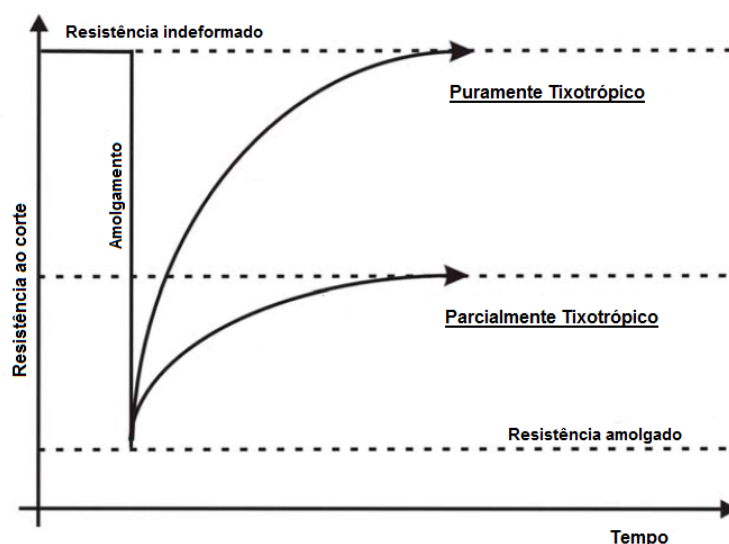 Resistência indeformado
Puramente Tixotrópico
Amolgamento
Resistência ao corte
Parcialmente Tixotrópico
Resistência amolgado
Tempo